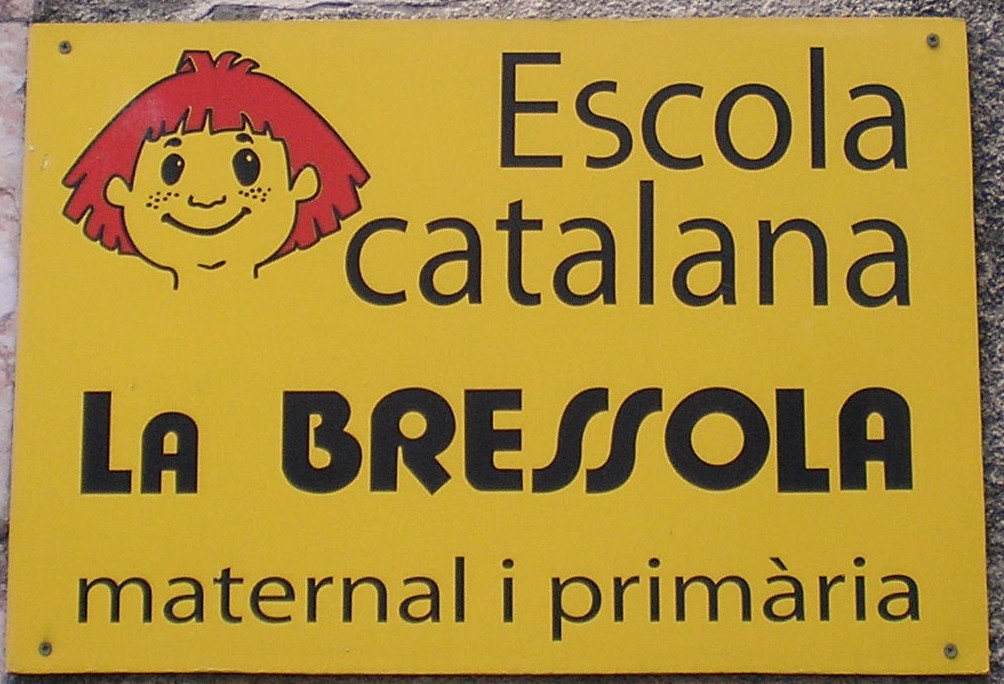 Escola
catalana
LA BRESSOLA
maternal i primària